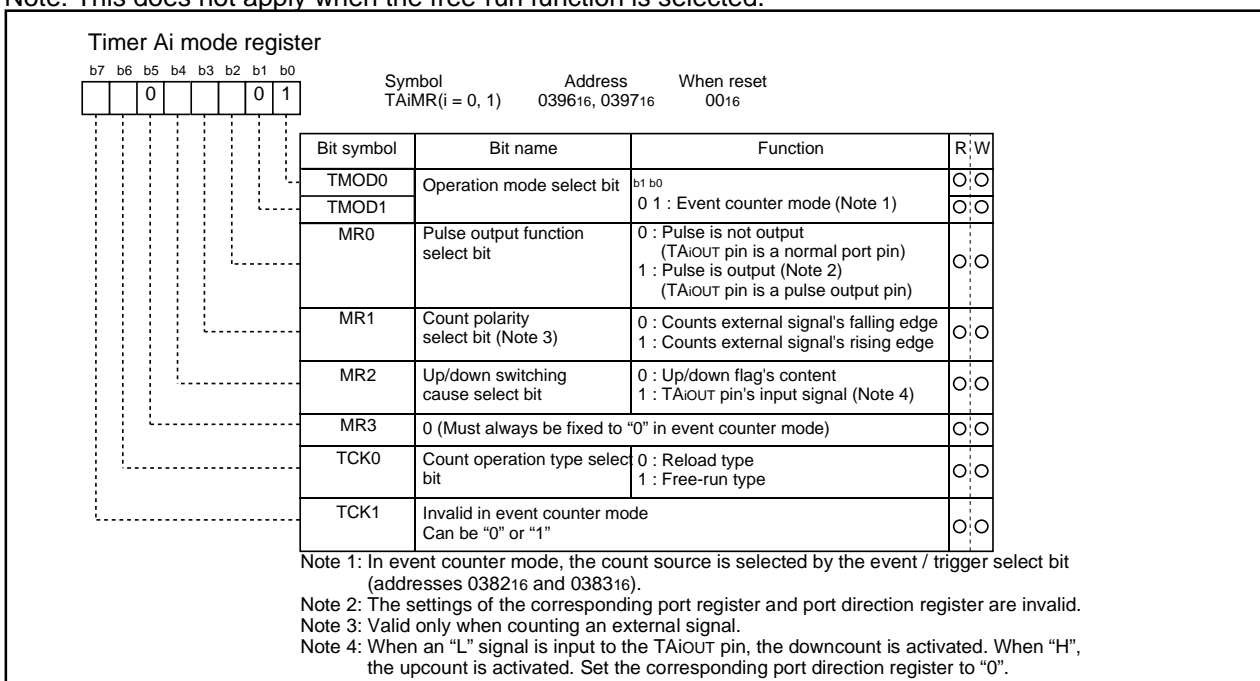 Note: This does not apply when the free-run function is selected.
Timer Ai mode register
b7 b6 b5 b4 b3 b2 b1 b0
0 0 1
Symbol Address When reset
TAiMR(i = 0, 1) 039616, 039716 0016
Bit symbol Bit name Function R W
TMOD0 Operation mode select bit b1 b0
TMOD1 0 1 : Event counter mode (Note 1)
MR0 Pulse output function 0 : Pulse is not output
select bit (TAiOUT pin is a normal port pin)
1 : Pulse is output (Note 2)
(TAiOUT pin is a pulse output pin)
MR1 Count polarity 0 : Counts external signal's falling edge
select bit (Note 3) 1 : Counts external signal's rising edge
MR2 Up/down switching 0 : Up/down flag's content
cause select bit 1 : TAiOUT pin's input signal (Note 4)
MR3 0 (Must always be fixed to “0” in event counter mode)
TCK0 Count operation type select 0 : Reload type
bit 1 : Free-run type
TCK1 Invalid in event counter mode
Can be “0” or “1”
Note 1: In event counter mode, the count source is selected by the event / trigger select bit
(addresses 038216 and 038316).
Note 2: The settings of the corresponding port register and port direction register are invalid.
Note 3: Valid only when counting an external signal.
Note 4: When an “L” signal is input to the TAiOUT pin, the downcount is activated. When “H”,
the upcount is activated. Set the corresponding port direction register to “0”.